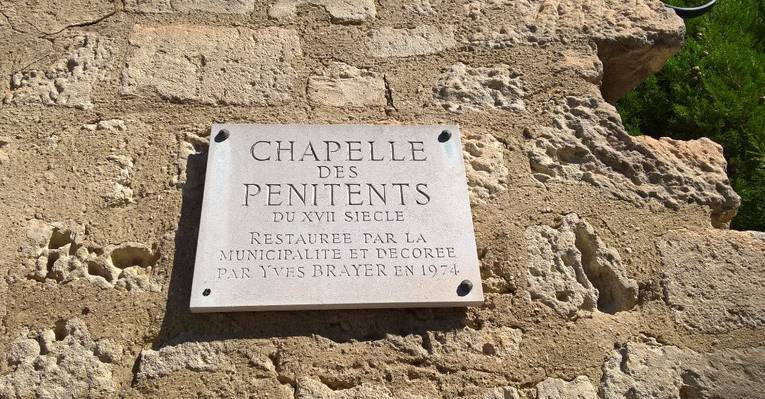 CHAPELLE
DES
PENITENTS
DU XVII SIECLE
RESTAUREE PAR LA
MUNICIPALITE ET DECOREE
PAR YVES BRAYER EN 1974